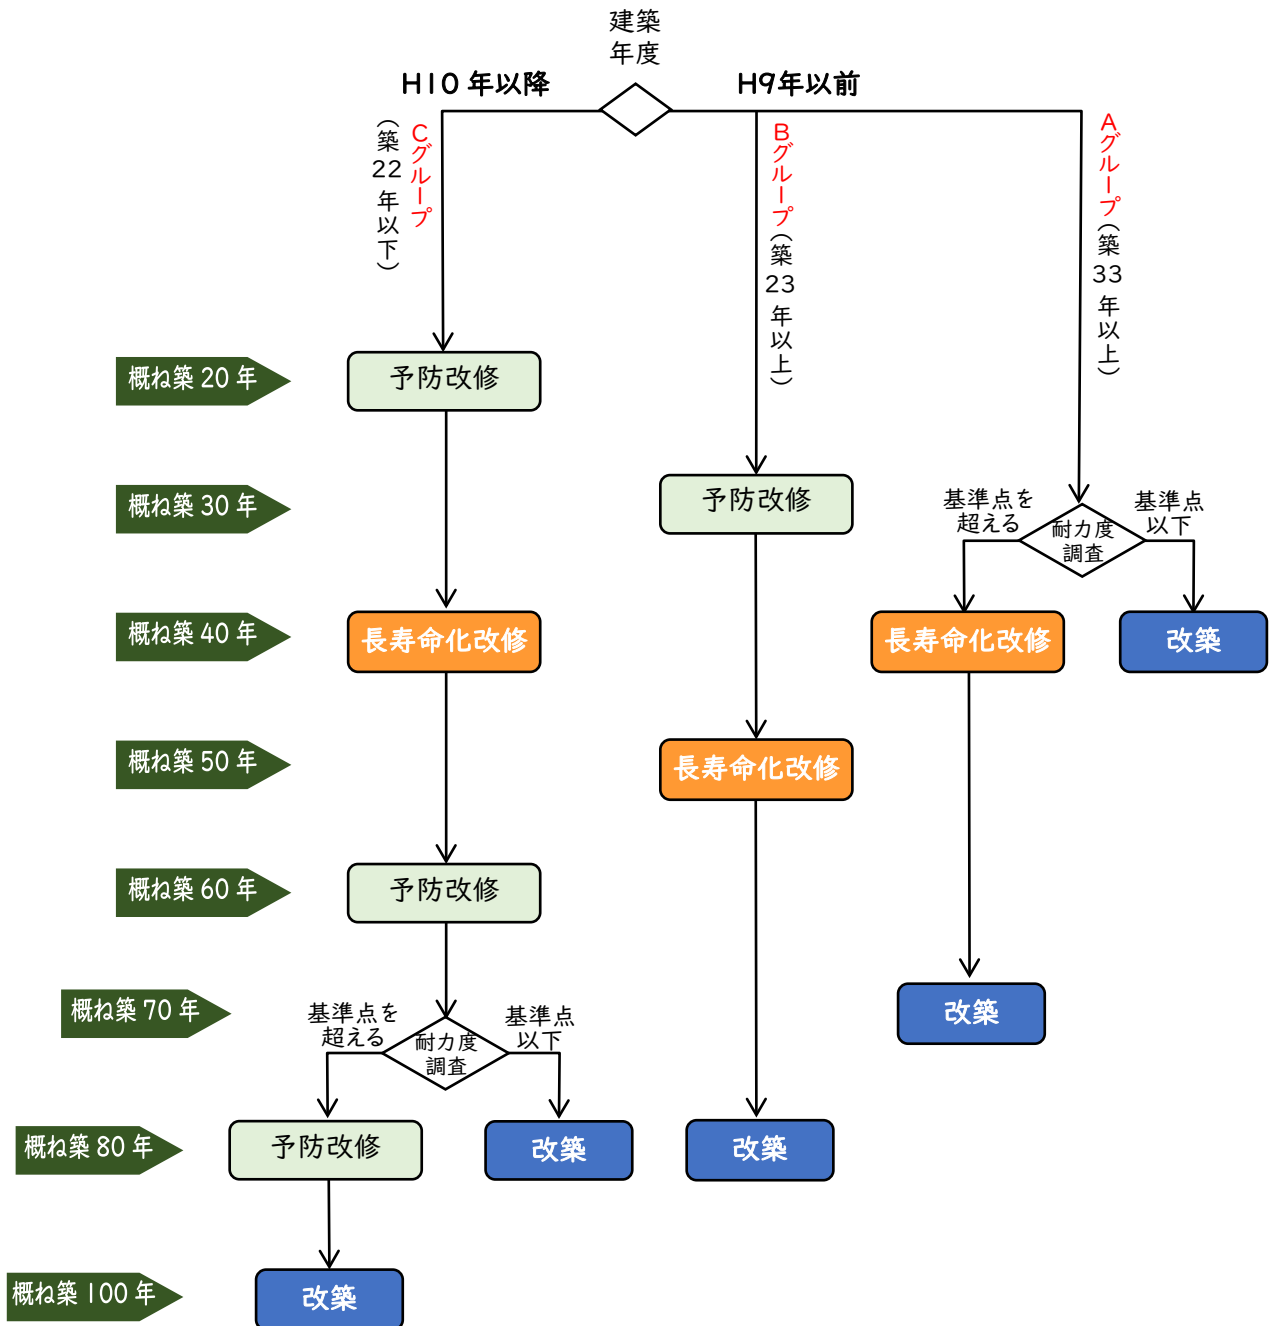 建築
年度
H10 年以降
H9年以前
Cグループ
（築 22 年以下）
Bグループ（築 23 年以上）
Aグループ（築 33 年以上）
概ね築 20 年
予防改修
概ね築 30 年
予防改修
基準点を
超える
耐力度
調査
基準点
以下
概ね築 40 年
長寿命化改修
長寿命化改修
改築
概ね築 50 年
長寿命化改修
概ね築 60 年
予防改修
概ね築 70 年
改築
基準点を
超える
耐力度
調査
基準点
以下
概ね築 80 年
予防改修
改築
改築
概ね築 100 年
改築